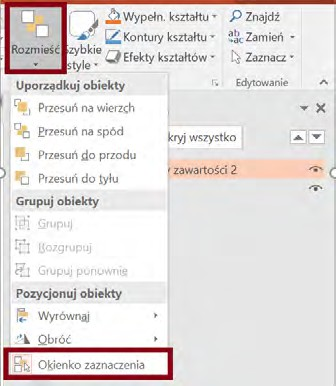 Rozmieść
Szybkie
style
Wypełn. kształtu
Kontury kształtu
Efekty kształtów
Znajdź
Zamień
Zaznacz
Edytowanie
Uporządkuj obiekty
Przesuń na wierzch
Przesuń na spód
Przesuń do przodu
Przesuń do tyłu
Grupuj obiekty
Grupuj
Rozgrupuj
Grupuj ponownie
Pozycjonuj obiekty
Wyrównaj
Obróć
Okienko zaznaczenia
kryj wszystko
zawartości 2